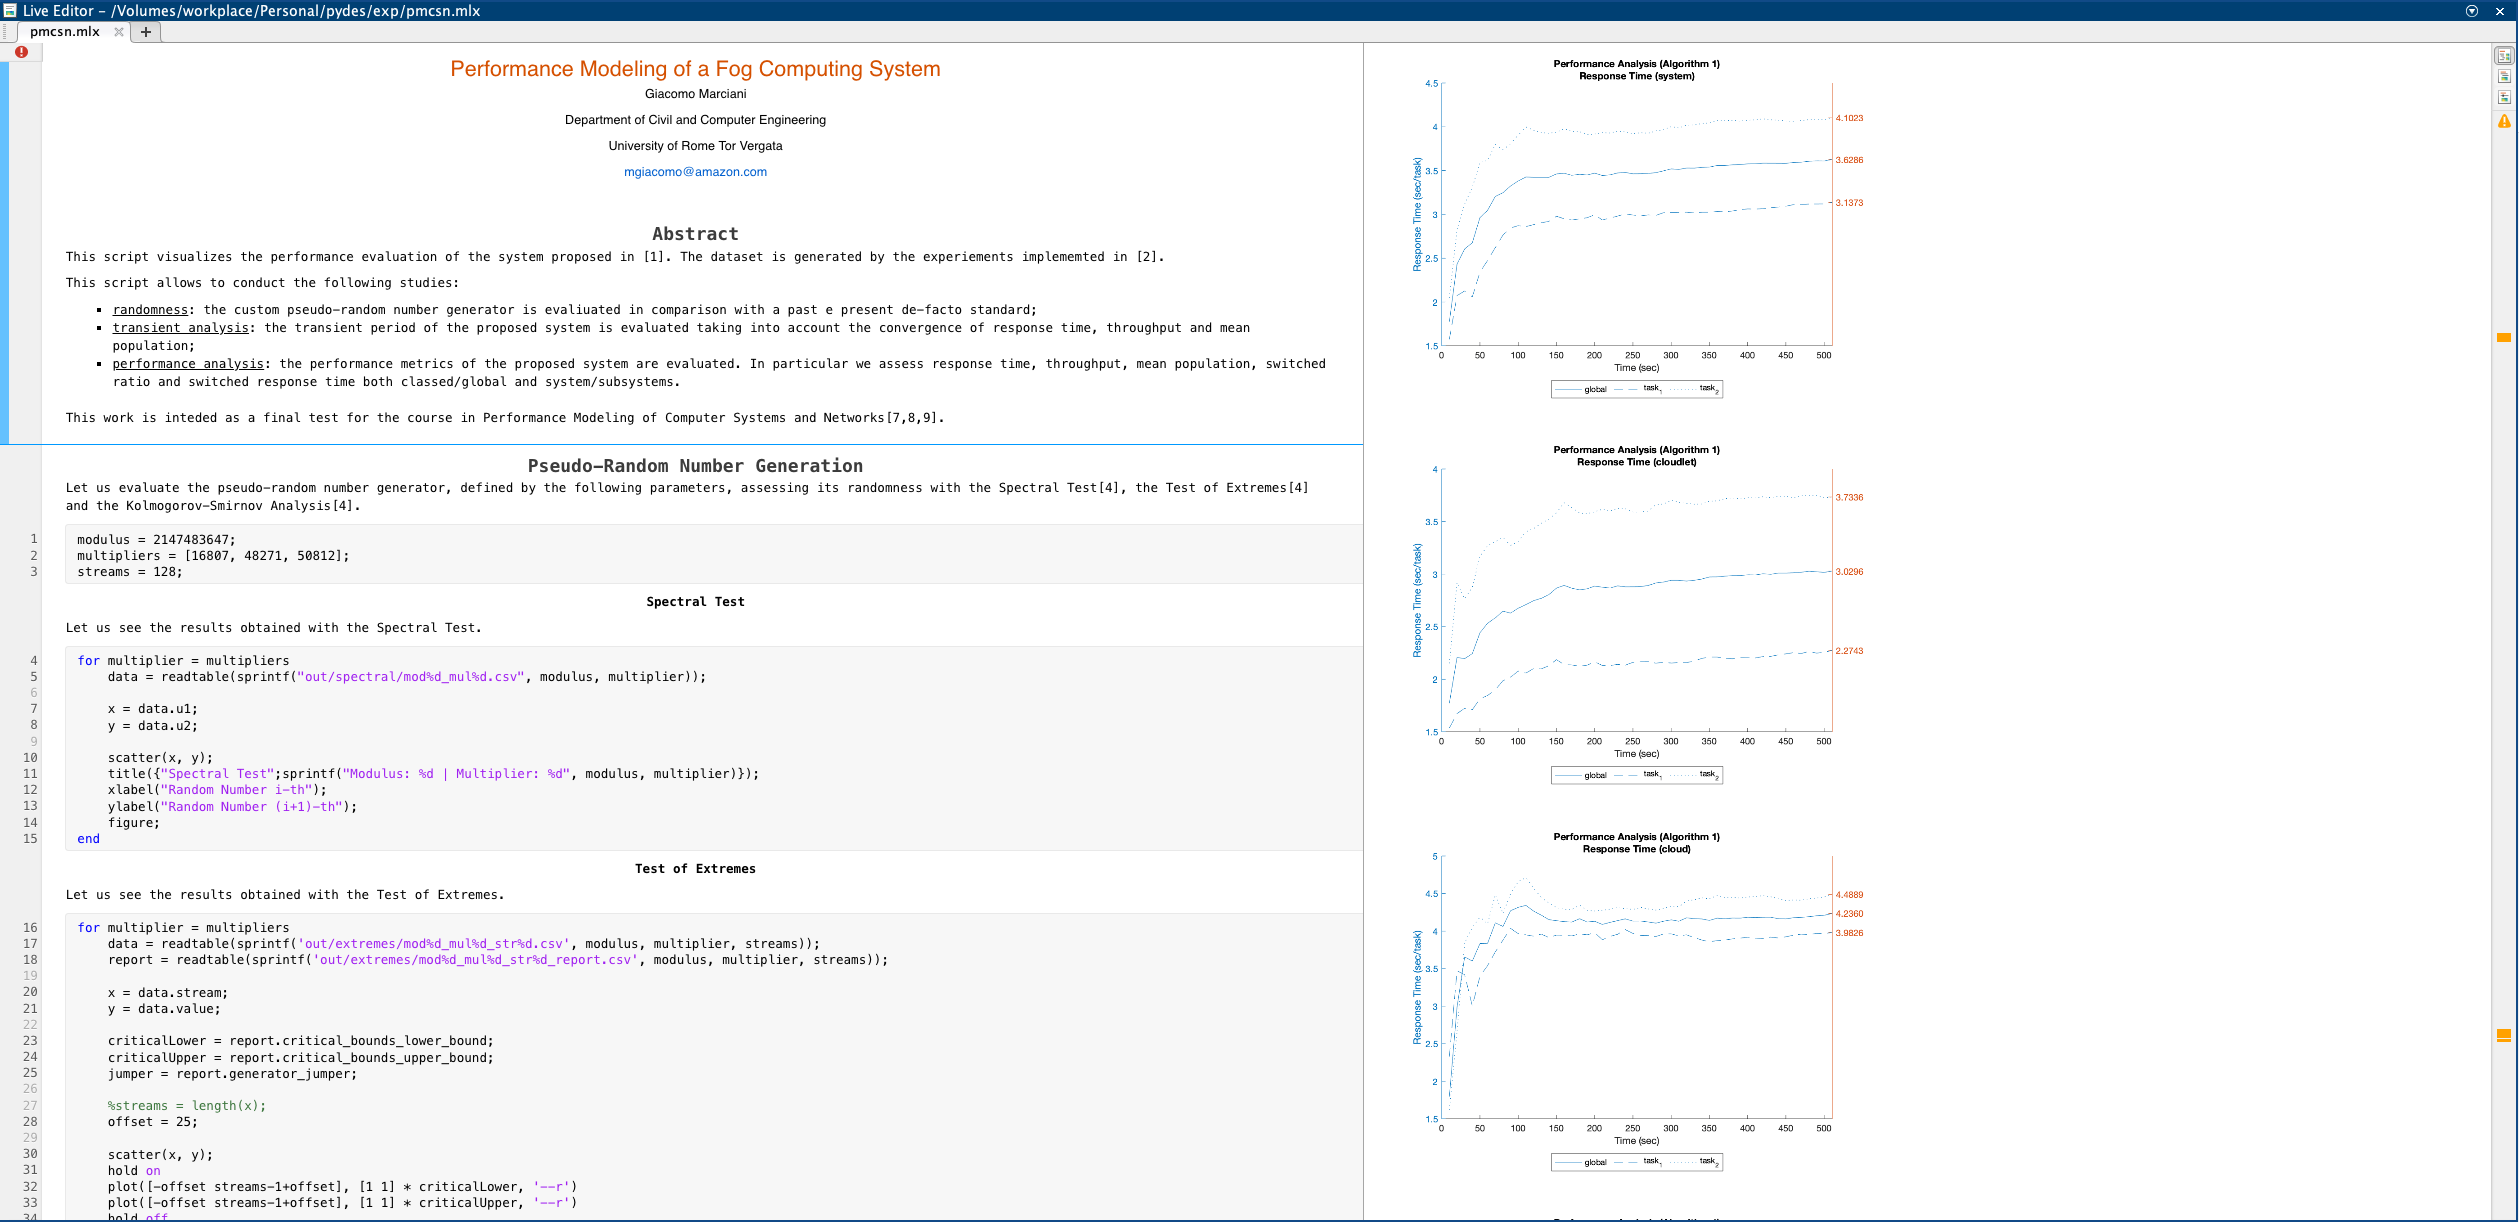 Live Editor - /Volumes/workplace/Personal/pydes/exp/pmcsn.mlx
pmcsn.mlx
Performance Modeling of a Fog Computing System
Giacomo Marciani
Department of Civil and Computer Engineering
University of Rome Tor Vergata
mgiacomo@amazon.com
Abstract
This script visualizes the performance evaluation of the system proposed in [1]. The dataset is generated by the experiements implememted in [2].
This script allows to conduct the following studies:
▪ randomness: the custom pseudo-random number generator is evaliuated in comparison with a past e present de-facto standard;
▪ transient analysis: the transient period of the proposed system is evaluated taking into account the convergence of response time, throughput and mean
population;
▪ performance analysis: the performance metrics of the proposed system are evaluated. In particular we assess response time, throughput, mean population, switched
ratio and switched response time both classed/global and system/subsystems.
This work is inteded as a final test for the course in Performance Modeling of Computer Systems and Networks[7,8,9].
Pseudo-Random Number Generation
Let us evaluate the pseudo-random number generator, defined by the following parameters, assessing its randomness with the Spectral Test[4], the Test of Extremes[4]
and the Kolmogorov-Smirnov Analysis[4].
1 modulus = 2147483647;
2 multipliers = [16807, 48271, 50812];
3 streams = 128;
Spectral Test
Let us see the results obtained with the Spectral Test.
4 for multiplier = multipliers
5 data = readtable(sprintf("out/spectral/mod%d_mul%d.csv", modulus, multiplier));
6
7 x = data.u1;
8 y = data.u2;
9
10 scatter(x, y);
11 title({"Spectral Test";sprintf("Modulus: %d | Multiplier: %d", modulus, multiplier)});
12 xlabel("Random Number i-th");
13 ylabel("Random Number (i+1)-th");
14 figure;
15 end
Test of Extremes
Let us see the results obtained with the Test of Extremes.
16 for multiplier = multipliers
17 data = readtable(sprintf('out/extremes/mod%d_mul%d_str%d.csv', modulus, multiplier, streams));
18 report = readtable(sprintf('out/extremes/mod%d_mul%d_str%d_report.csv', modulus, multiplier, streams));
19
20 x = data.stream;
21 y = data.value;
22
23 criticalLower = report.critical_bounds_lower_bound;
24 criticalUpper = report.critical_bounds_upper_bound;
25 jumper = report.generator_jumper;
26
27 %streams = length(x);
28 offset = 25;
29
30 scatter(x, y);
31 hold on
32 plot([-offset streams-1+offset], [1 1] * criticalLower, '--r')
33 plot([-offset streams-1+offset], [1 1] * criticalUpper, '--r')
34 hold off
Performance Analysis (Algorithm 1)
Response Time (system)
4.5
4
3.5
3
2.5
2
1.5
Response Time (sec/task)
4.1023
3.6286
3.1373
0 50 100 150 200 250 300 350 400 450 500
Time (sec)
global task1 task2
Performance Analysis (Algorithm 1)
Response Time (cloudlet)
4
3.5
3
2.5
2
1.5
Response Time (sec/task)
3.7336
3.0296
2.2743
0 50 100 150 200 250 300 350 400 450 500
Time (sec)
global task1 task2
Performance Analysis (Algorithm 1)
Response Time (cloud)
5
4.5
4
3.5
3
2.5
2
1.5
Response Time (sec/task)
4.4889
4.2360
3.9826
0 50 100 150 200 250 300 350 400 450 500
Time (sec)
global task1 task2